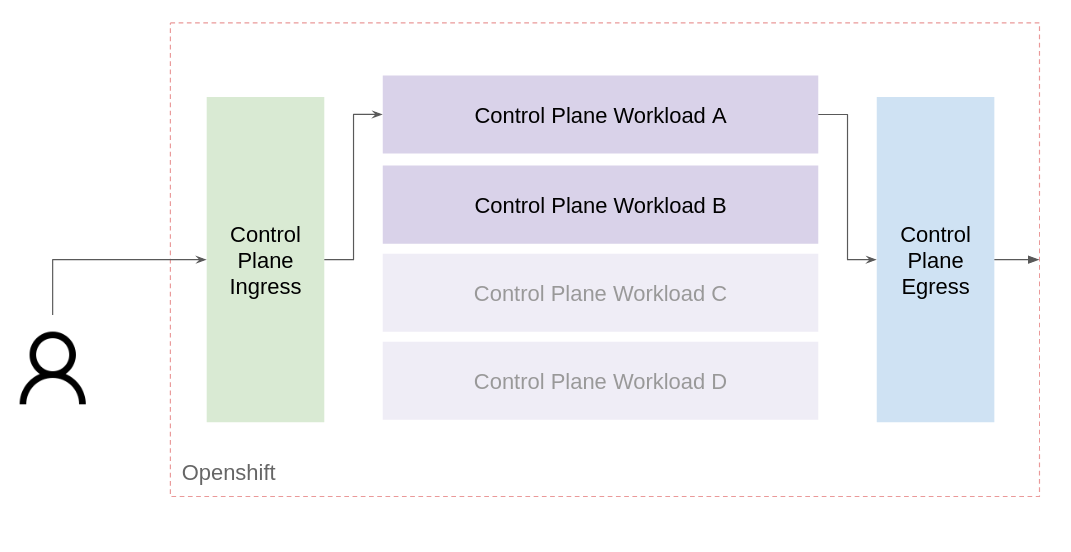 Control Plane Workload A
Control Plane Workload B
Control
Plane
Ingress
Control
Plane
Egress
Control Plane Workload C
Control Plane Workload D
Openshift